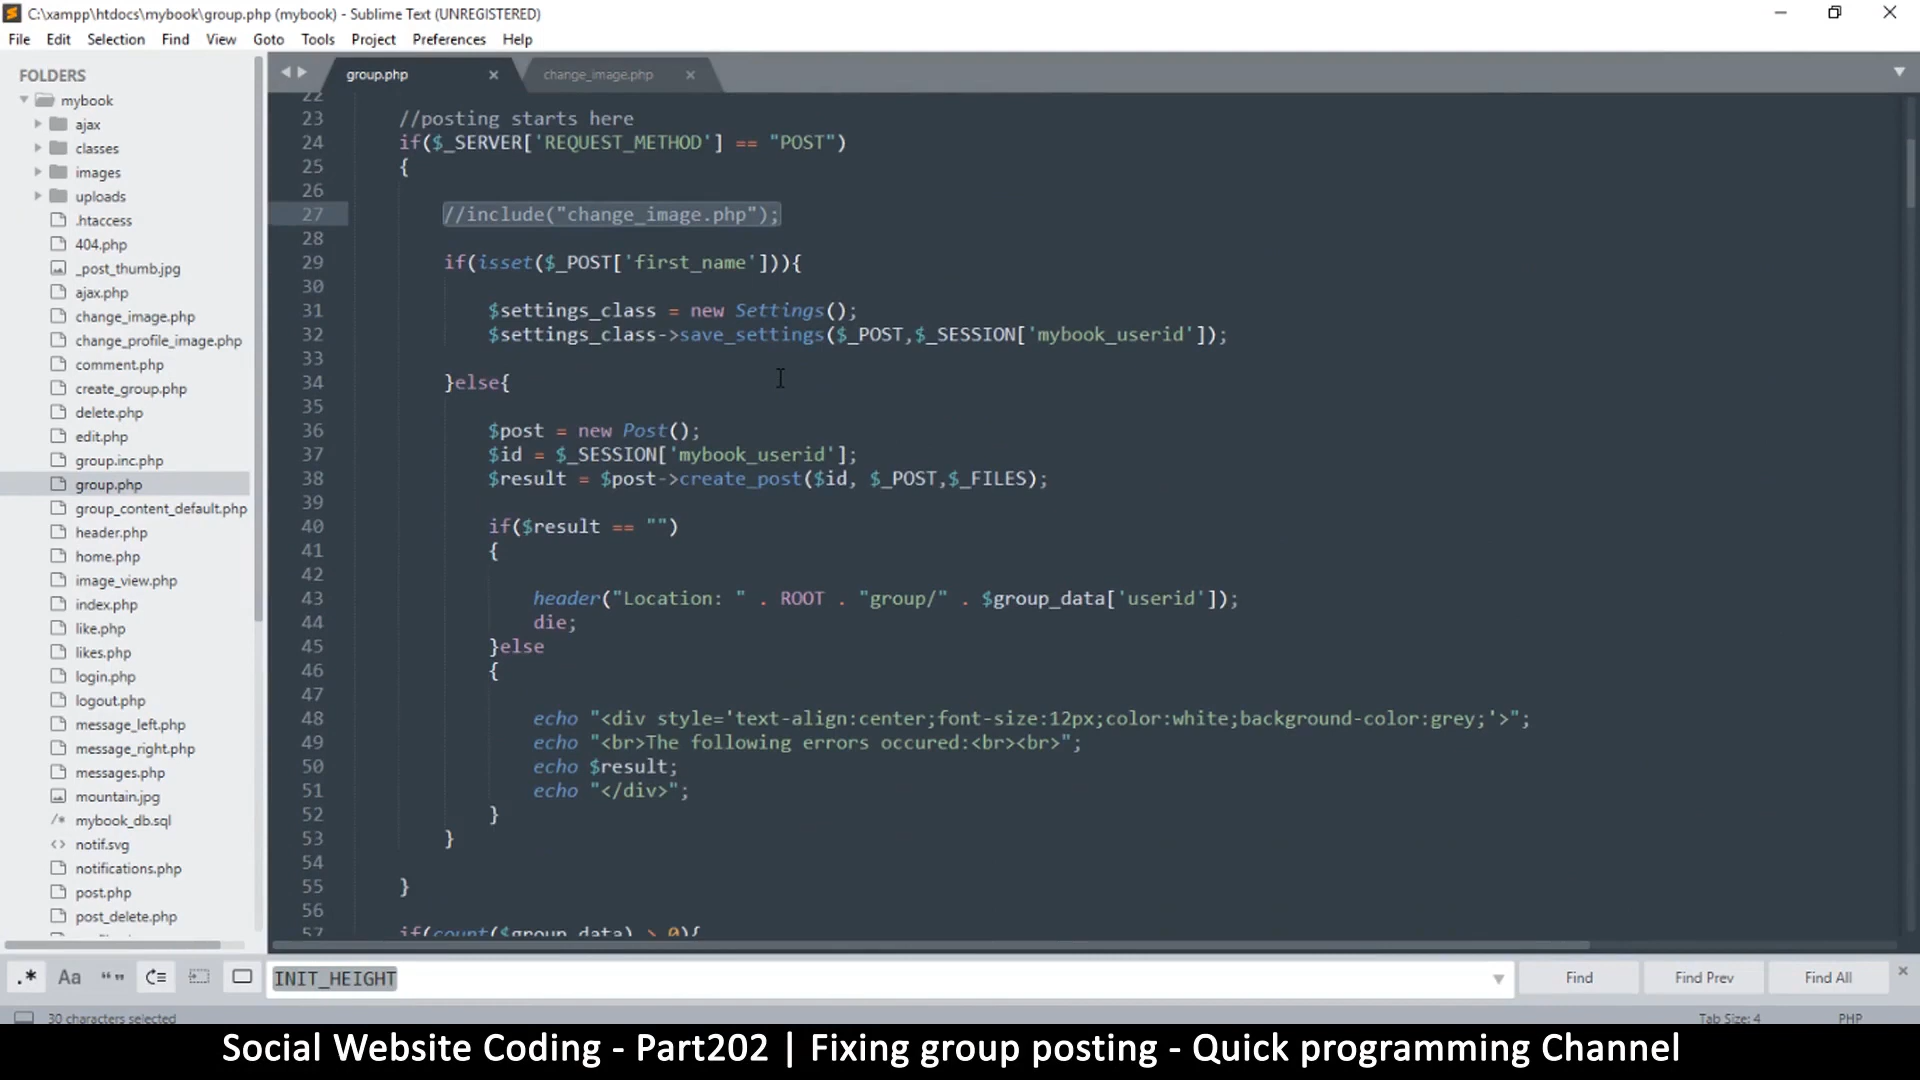 C:\xampp\htdocs\mybook\group.php (mybook) - Sublime Text (UNREGISTERED)
File Edit Selection Find View Goto Tools Project Preferences Help
FOLDERS
mybook
ajax
classes
images
uploads
.htaccess
404.php
_post_thumb.jpg
ajax.php
change_image.php
change_profile_image.php
comment.php
create_group.php
delete.php
edit.php
group.inc.php
group.php
group_content_default.php
header.php
home.php
image_view.php
index.php
like.php
likes.php
login.php
logout.php
message_left.php
message_right.php
messages.php
mountain.jpg
mybook_db.sql
notif.svg
notifications.php
post.php
post_delete.php
group.php change_image.php
22
23 //posting starts here
24 if($_SERVER['REQUEST_METHOD'] == "POST")
25 {
26
27 //include("change_image.php");
28
29 if(isset($_POST['first_name'])){
30
31 $settings_class = new Settings();
32 $settings_class->save_settings($_POST,$_SESSION['mybook_userid']);
33
34 }else{
35
36 $post = new Post();
37 $id = $_SESSION['mybook_userid'];
38 $result = $post->create_post($id, $_POST,$_FILES);
39
40 if($result == "")
41 {
42
43 header("Location: " . ROOT . "group/" . $group_data['userid']);
44 die;
45 }else
46 {
47
48 echo "<div style='text-align:center;font-size:12px;color:white;background-color:grey;'>";
49 echo "<br>The following errors occured:<br><br>";
50 echo $result;
51 echo "</div>";
52 }
53 }
54
55 }
56
57 if(count($group_data) > 0){
.* Aa “” INIT_HEIGHT Find Find Prev Find All
30 characters selected Tab Size: 4 PHP
Social Website Coding - Part202 | Fixing group posting - Quick programming Channel